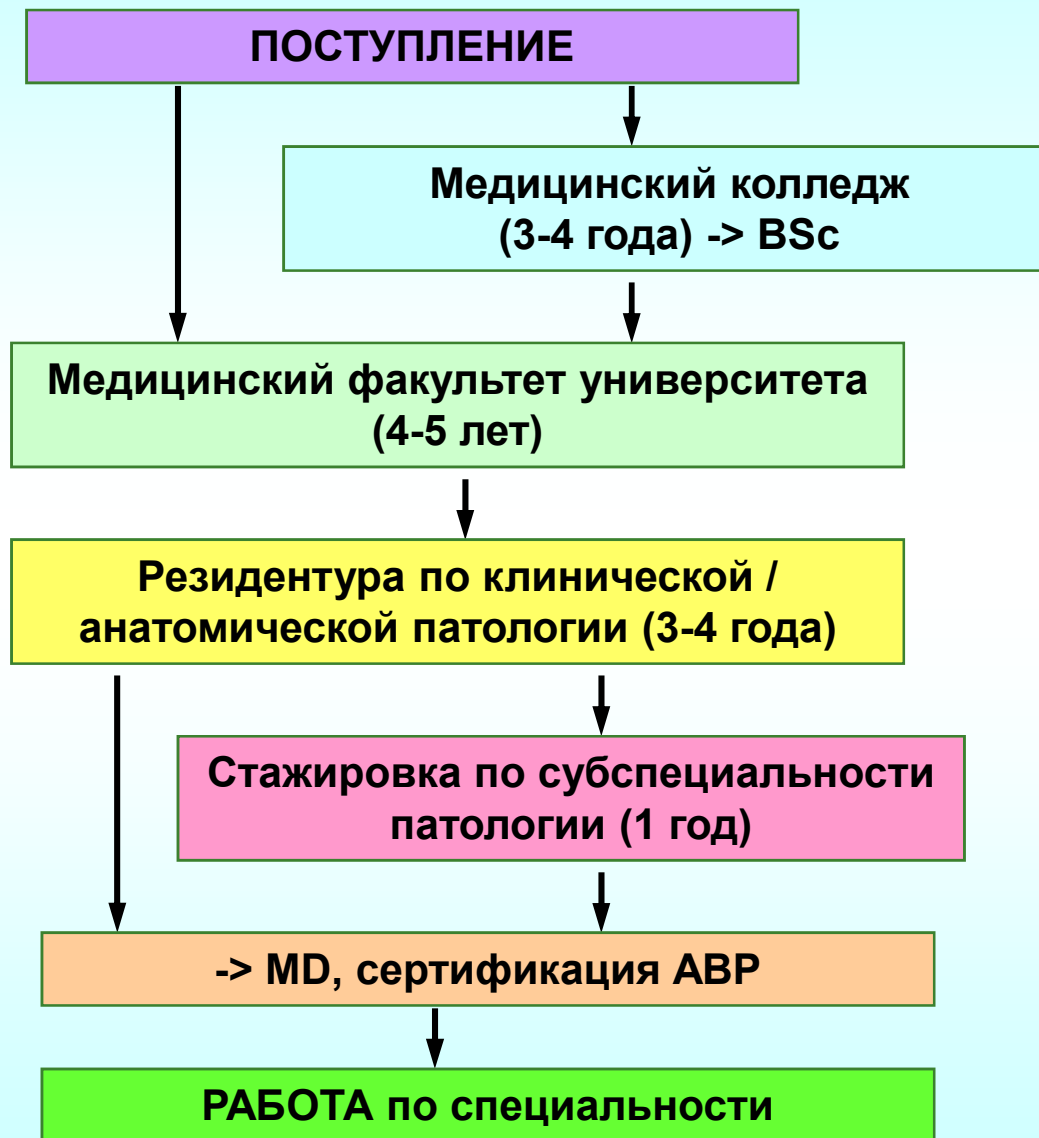 ПОСТУПЛЕНИЕ
Медицинский колледж
(3-4 года) -> BSc
Медицинский факультет университета
(4-5 лет)
Резидентура по клинической /
анатомической патологии (3-4 года)
Стажировка по субспециальности
патологии (1 год)
-> MD, сертификация ABP
РАБОТА по специальности